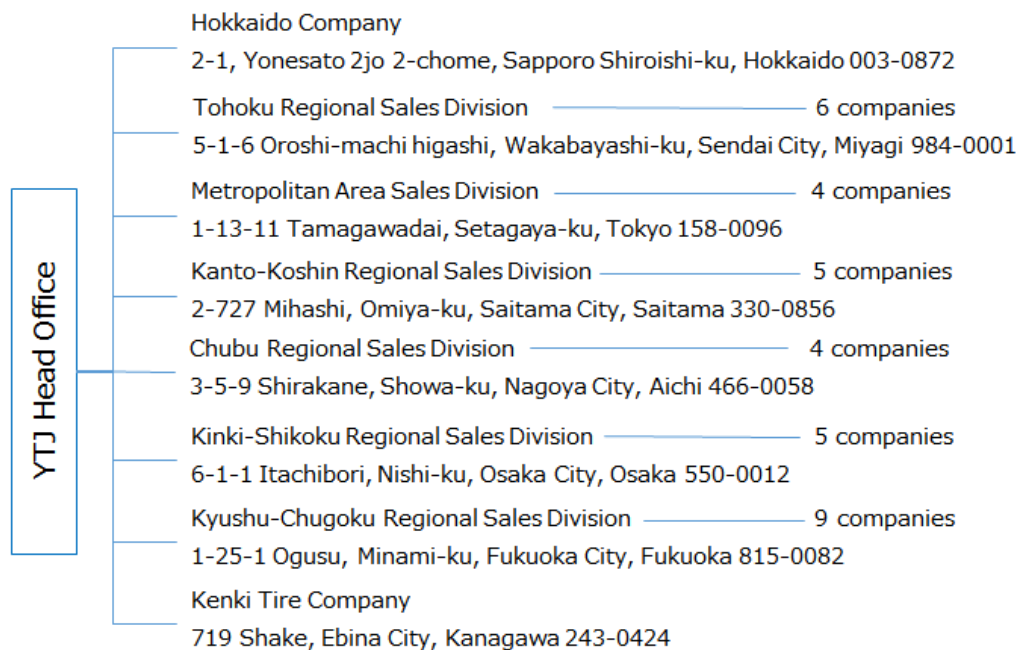 YTJ Head Office
Hokkaido Company
2-1, Yonesato 2jo 2-chome, Sapporo Shiroishi-ku, Hokkaido 003-0872
Tohoku Regional Sales Division 6 companies
5-1-6 Oroshi-machi higashi, Wakabayashi-ku, Sendai City, Miyagi 984-0001
Metropolitan Area Sales Division 4 companies
1-13-11 Tamagawadai, Setagaya-ku, Tokyo 158-0096
Kanto-Koshin Regional Sales Division 5 companies
2-727 Mihashi, Omiya-ku, Saitama City, Saitama 330-0856
Chubu Regional Sales Division 4 companies
3-5-9 Shirakane, Showa-ku, Nagoya City, Aichi 466-0058
Kinki-Shikoku Regional Sales Division 5 companies
6-1-1 Itachibori, Nishi-ku, Osaka City, Osaka 550-0012
Kyushu-Chugoku Regional Sales Division 9 companies
1-25-1 Ogusu, Minami-ku, Fukuoka City, Fukuoka 815-0082
Kenki Tire Company
719 Shake, Ebina City, Kanagawa 243-0424